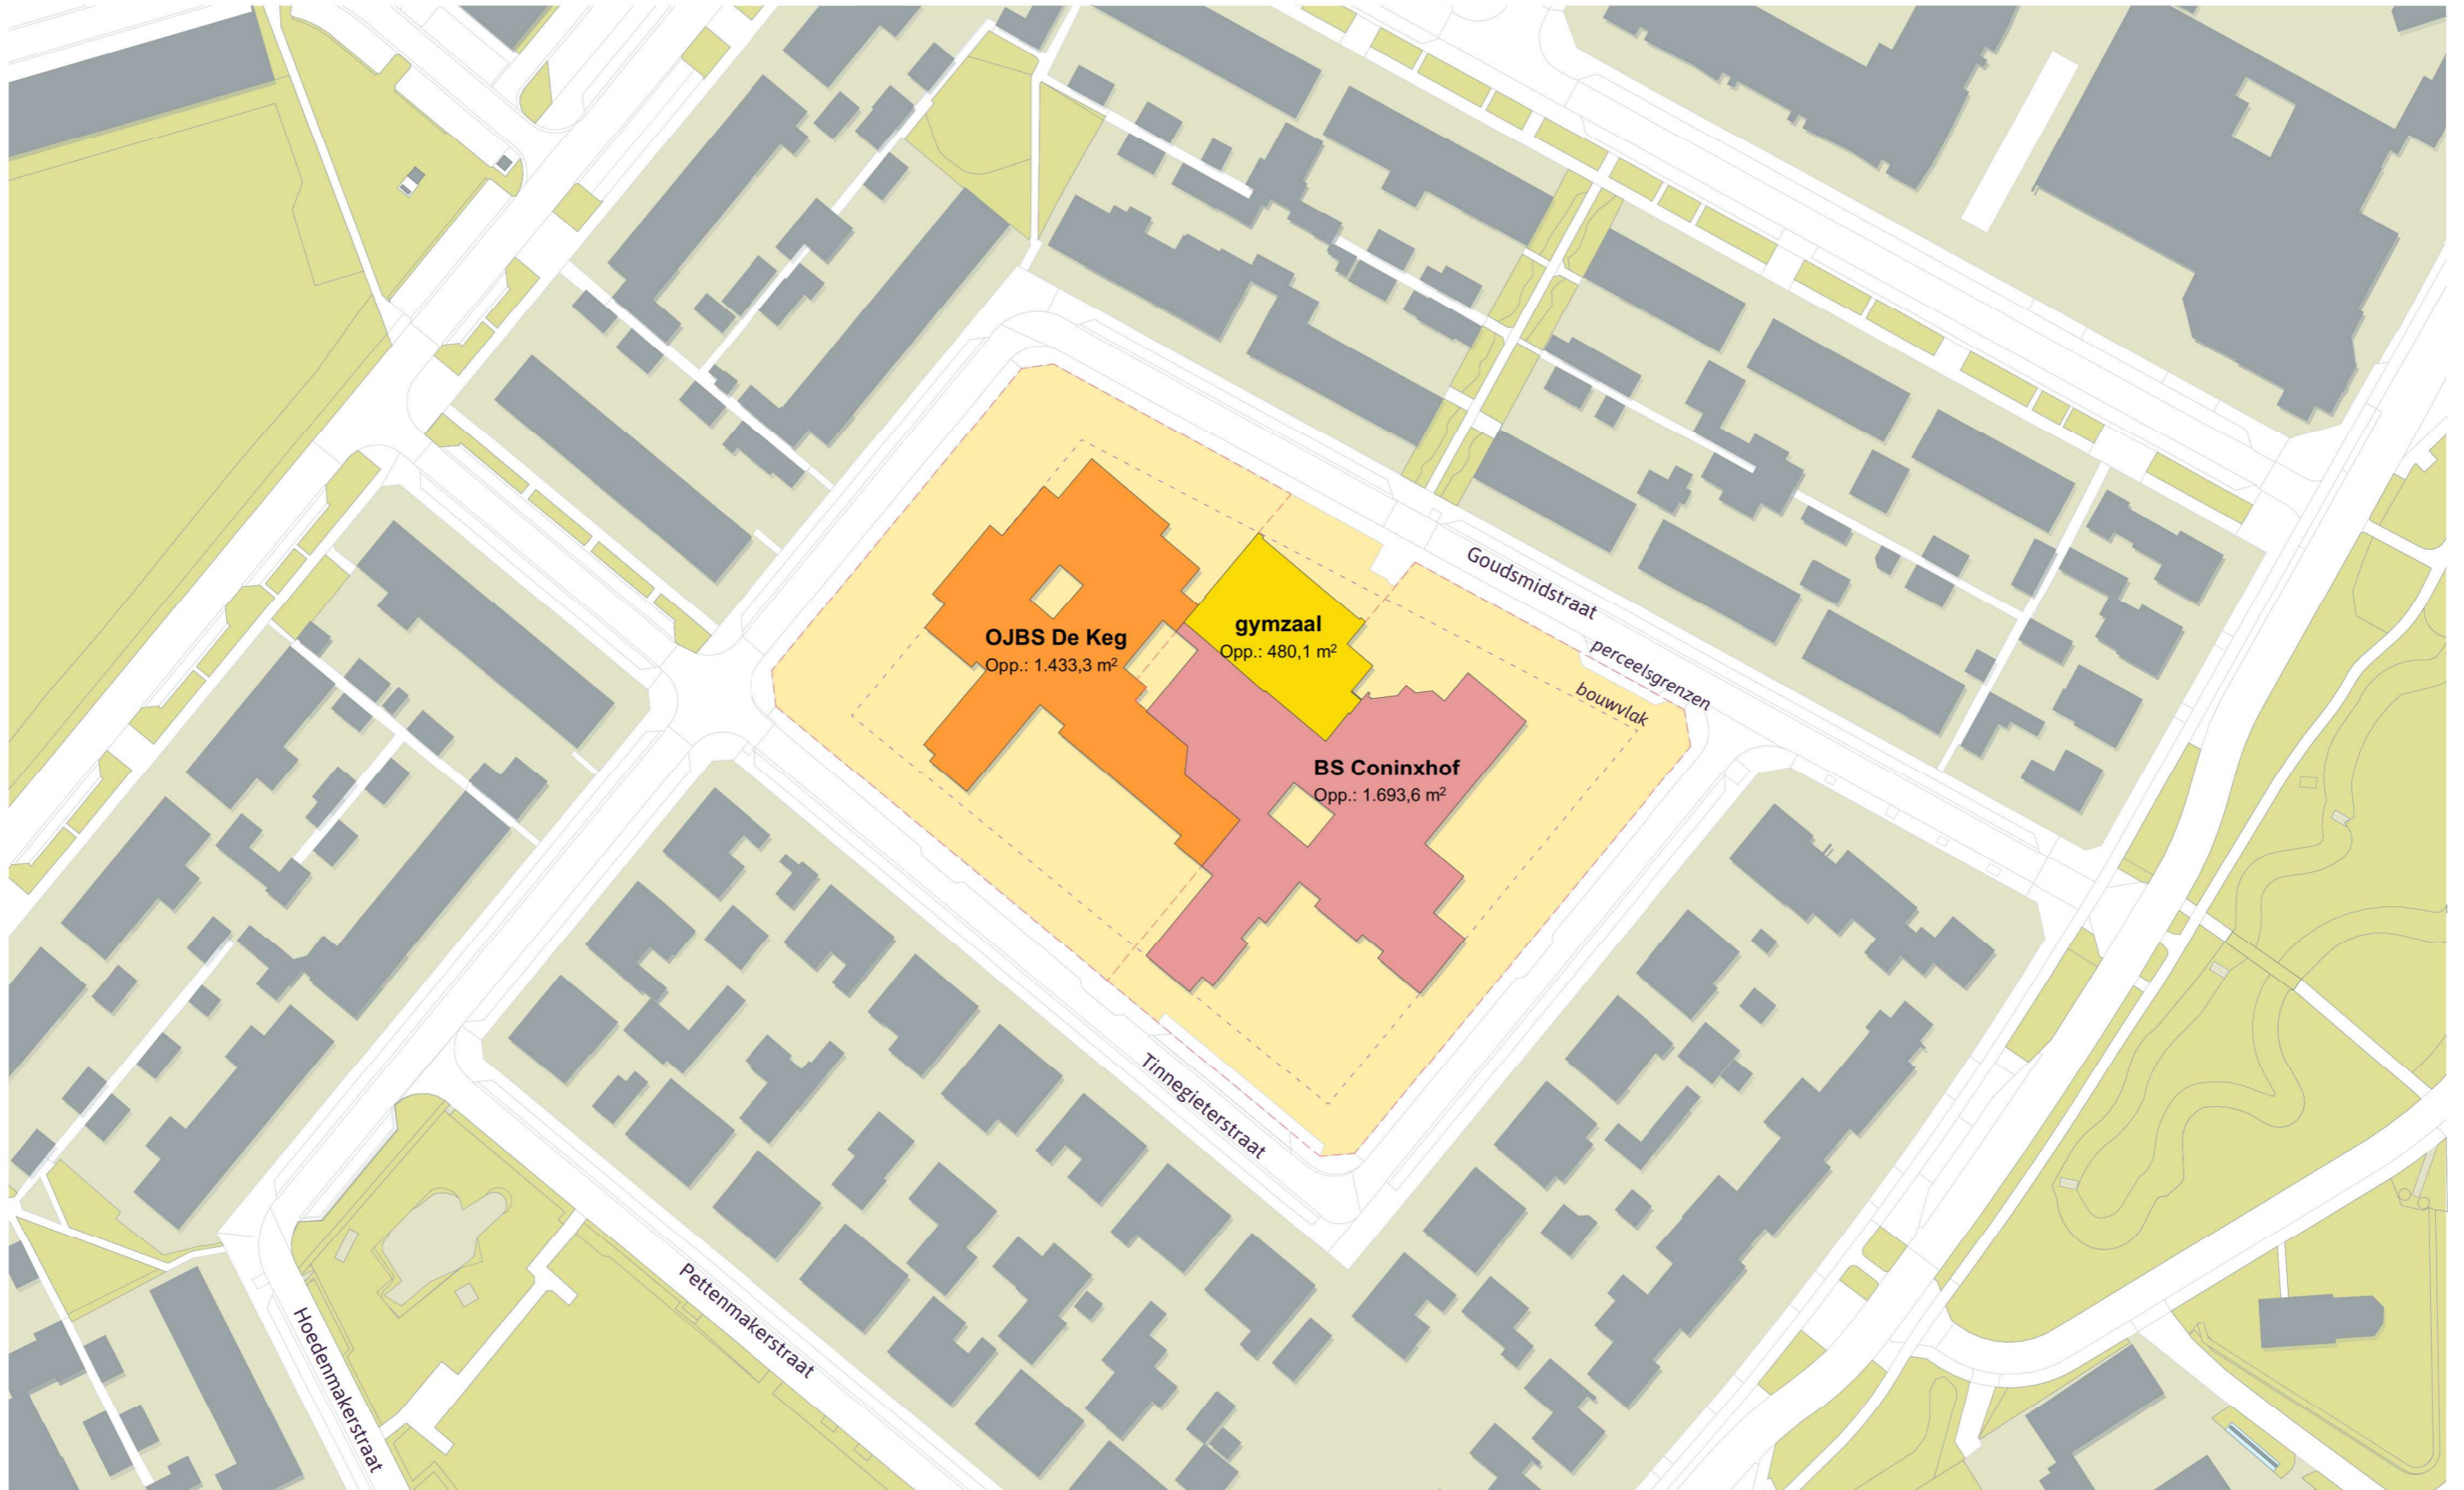 Goudsmidstraat
OJBS De Keg
Opp.: 1.433,3 m²
gymzaal
Opp.: 480,1 m²
perceelsgrenzen
bouwvlak
BS Coninxhof
Opp.: 1.693,6 m²
Tinnegieterstraat
Pettenmakerstraat
Hoedenmakerstraat